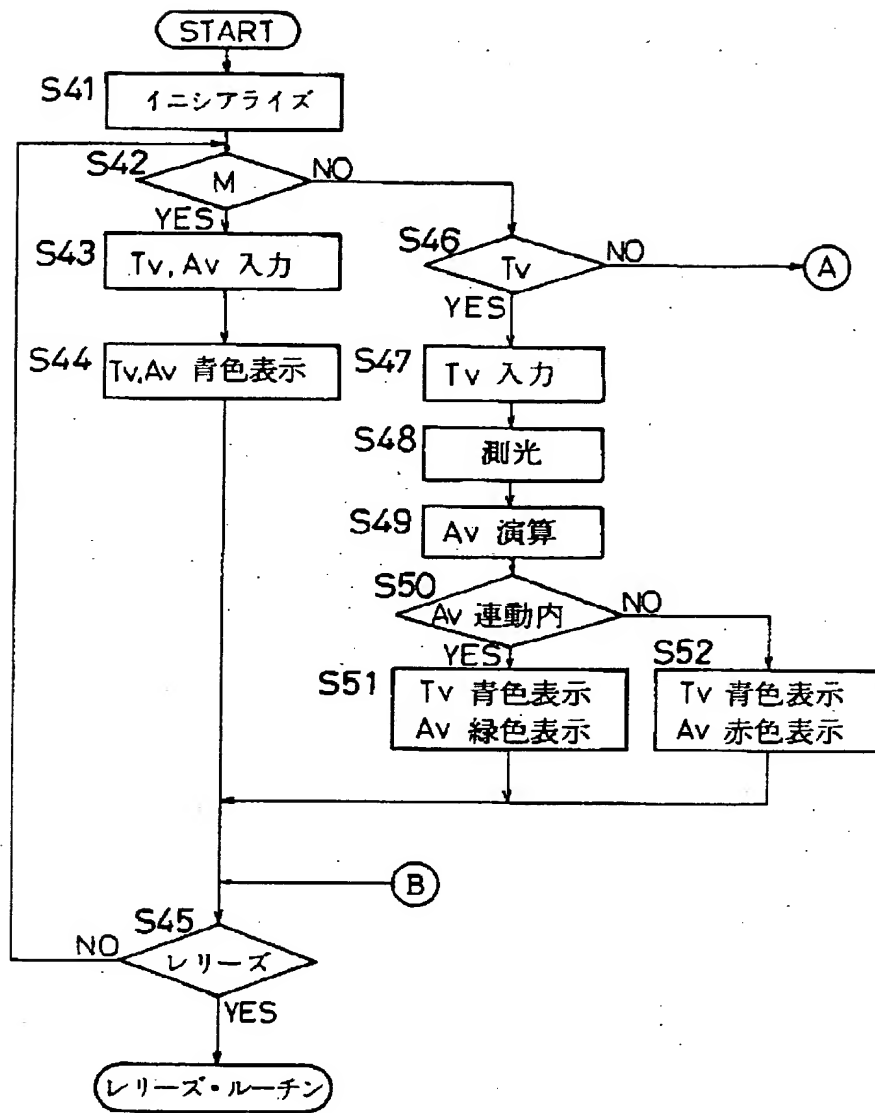 START
S41
イニシアライズ
S42
M
NO
YES
S43
Tv, Av 入力
S44
Tv,Av 青色表示
S46
Tv
NO
A
YES
S47
Tv 入力
S48
測光
S49
Av 演算
S50
Av 連動内
NO
YES
S51
Tv 青色表示
Av 緑色表示
S52
Tv 青色表示
Av 赤色表示
B
S45
NO
レリーズ
YES
レリーズ・ルーチン